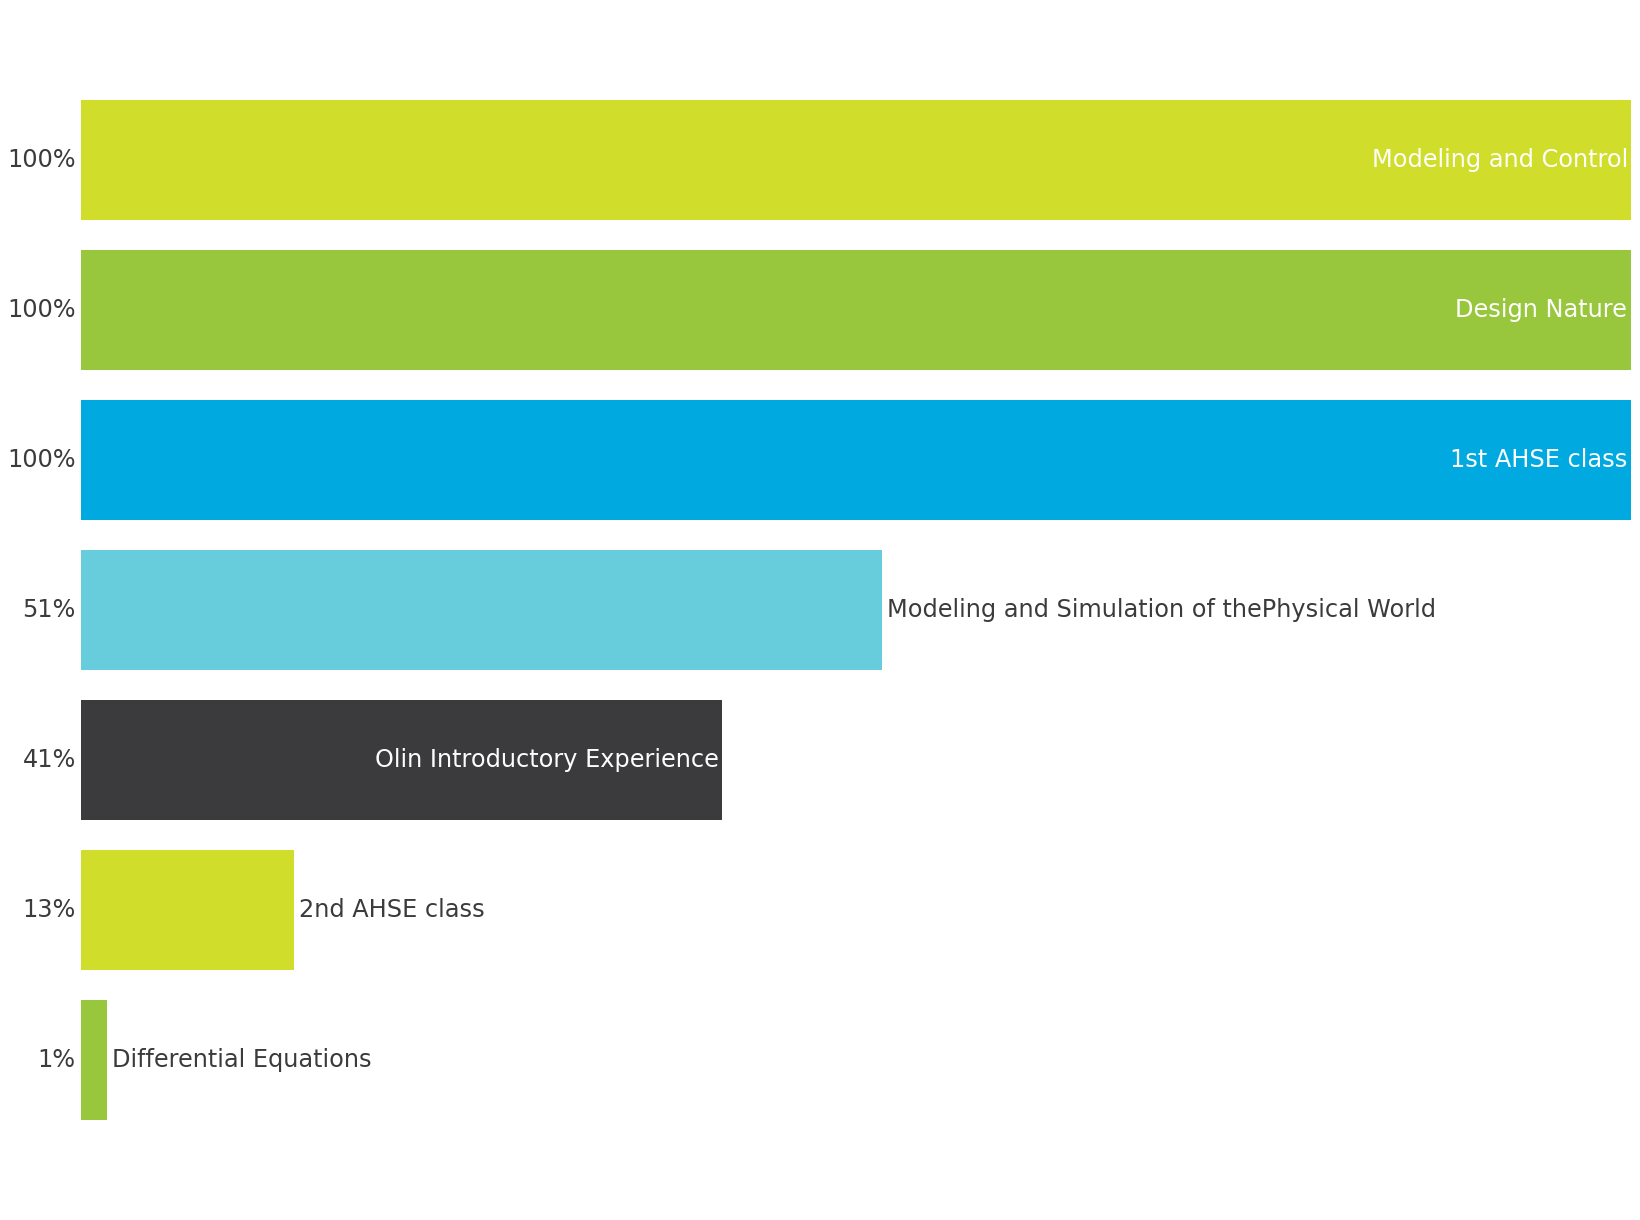 100% Modeling and Control
100% Design Nature
100% 1st AHSE class
51% Modeling and Simulation of thePhysical World
41% Olin Introductory Experience
13% 2nd AHSE class
1% Differential Equations